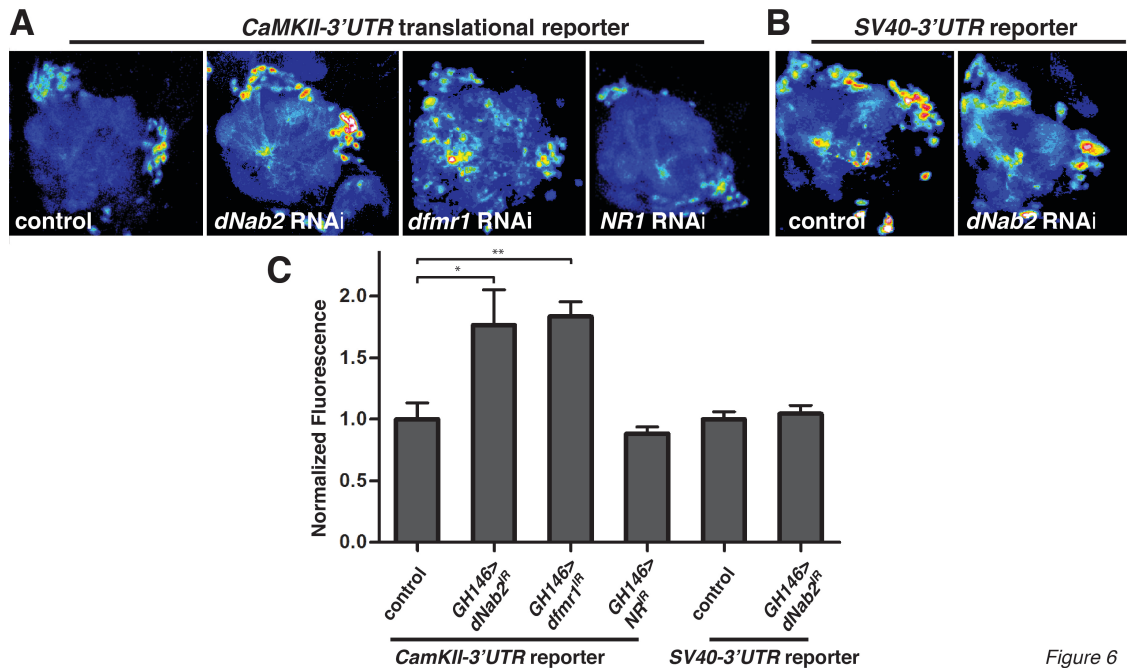 A
CaMKII-3'UTR translational reporter
B
SV40-3'UTR reporter
control
dNab2 RNAi
dfmr1 RNAi
NR1 RNAi
control
dNab2 RNAi
C
**
*
Normalized Fluorescence
2.0
1.5
1.0
0.5
0.0
control
GH146>
dNab2IR
GH146>
dfmr1IR
GH146>
NRIR
control
GH146>
dNab2IR
CamKII-3'UTR reporter
SV40-3'UTR reporter
Figure 6